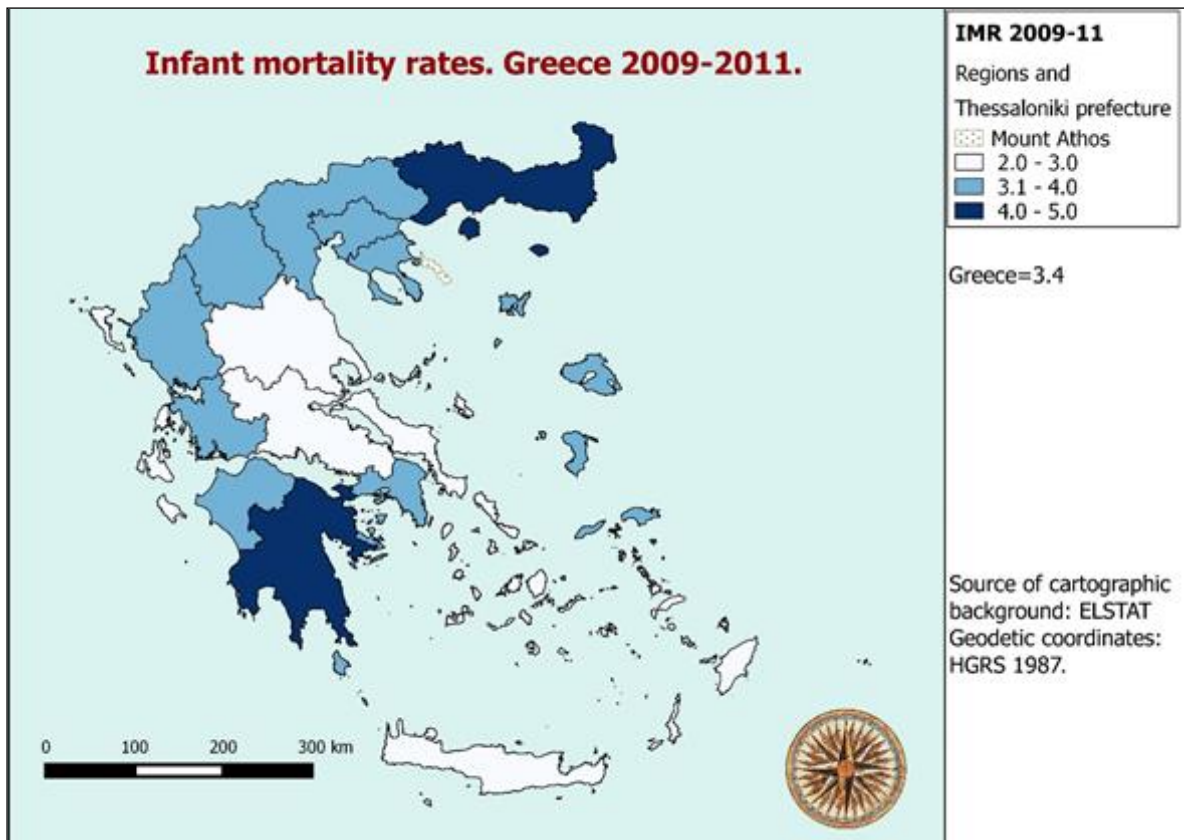 Infant mortality rates. Greece 2009-2011.
0 100 200 300 km
IMR 2009-11
Regions and
Thessaloniki prefecture
Mount Athos
2.0 - 3.0
3.1 - 4.0
4.0 - 5.0
Greece=3.4
Source of cartographic
background: ELSTAT
Geodetic coordinates:
HGRS 1987.